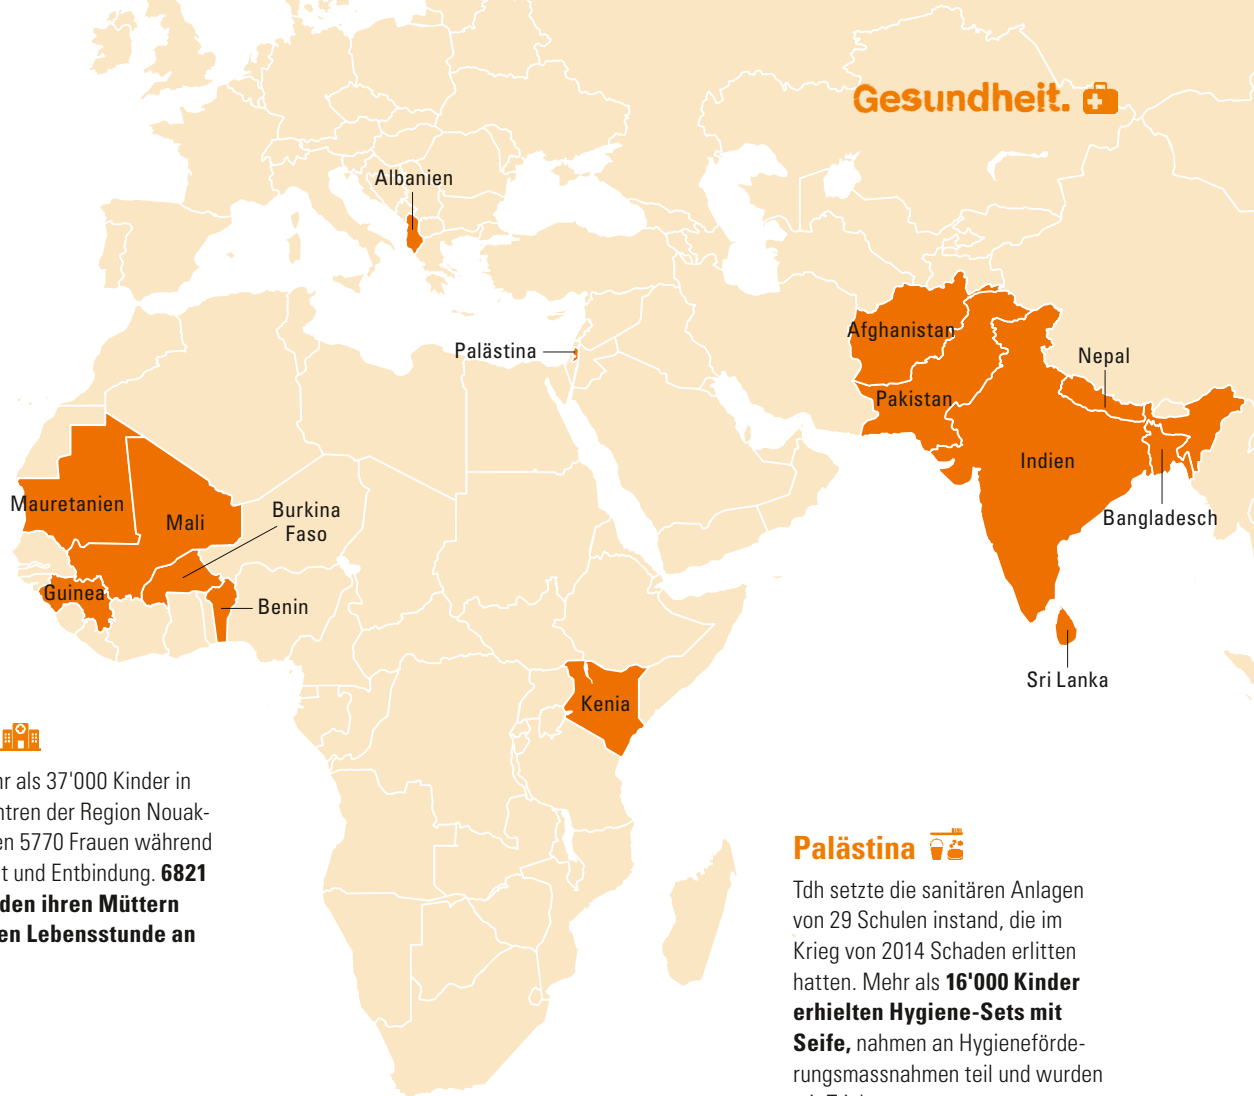 Gesundheit.
Albanien
Palästina
Afghanistan
Nepal
Pakistan
Indien
Mauretanien
Mali
Burkina
Faso
Bangladesch
Guinea
Benin
Sri Lanka
Kenia
r als 37'000 Kinder in
ntren der Region Nouak-
en 5770 Frauen während
t und Entbindung. 6821
den ihren Müttern
en Lebensstunde an
Palästina
Tdh setzte die sanitären Anlagen
von 29 Schulen instand, die im
Krieg von 2014 Schaden erlitten
hatten. Mehr als 16'000 Kinder
erhielten Hygiene-Sets mit
Seife, nahmen an Hygieneförde-
rungsmassnahmen teil und wurden